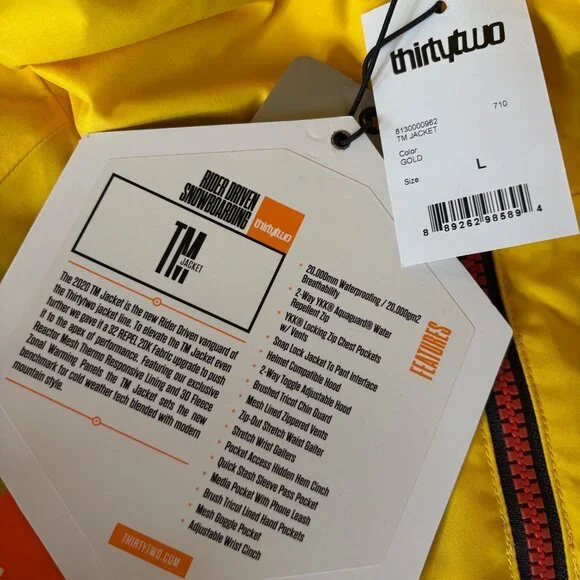 thirtytwo
710
8130000962
TM JACKET
Color
GOLD
Size
L
8 89262 98589 4
RIDER DRIVEN
SNOWBOARDING
thirtytwo
TM
JACKET
The 2023 TM Jacket is the new Rider Driven vanguard of
the Thirtytwo jacket line. To elevate the TM Jacket even
further we gave it a 32 REPEL 20K Fabric upgrade to push
it to the apex of performance. Featuring our exclusive
Reactor Mesh Thermo Responsive Lining and 3D Fleece
Zonal Warming Panels, the TM Jacket sets the new
benchmark for cold weather tech blended with modern
mountain style.
FEATURES
• 20,000mm Waterproofing / 20,000gm2
Breathability
• 2-Way YKK® Aquaguard® Water
Repellent Zip
• YKK® Locking Zip Chest Pockets
W/ Vents
• Snap Lock Jacket To Pant Interface
• Helmet Compatible Hood
• 2-Way Toggle Adjustable Hood
• Brushed Tricot Chin Guard
• Mesh Lined Zippered Vents
• Zip-Out Stretch Waist Gaiter
• Stretch Wrist Gaiters
• Pocket Access Hidden Hem Cinch
• Quick Stash Sleeve Pass Pocket
• Media Pocket With Phone Leash
• Brush Tricot Lined Hand Pockets
• Mesh Goggle Pocket
• Adjustable Wrist Cinch
THIRTYTWO.COM